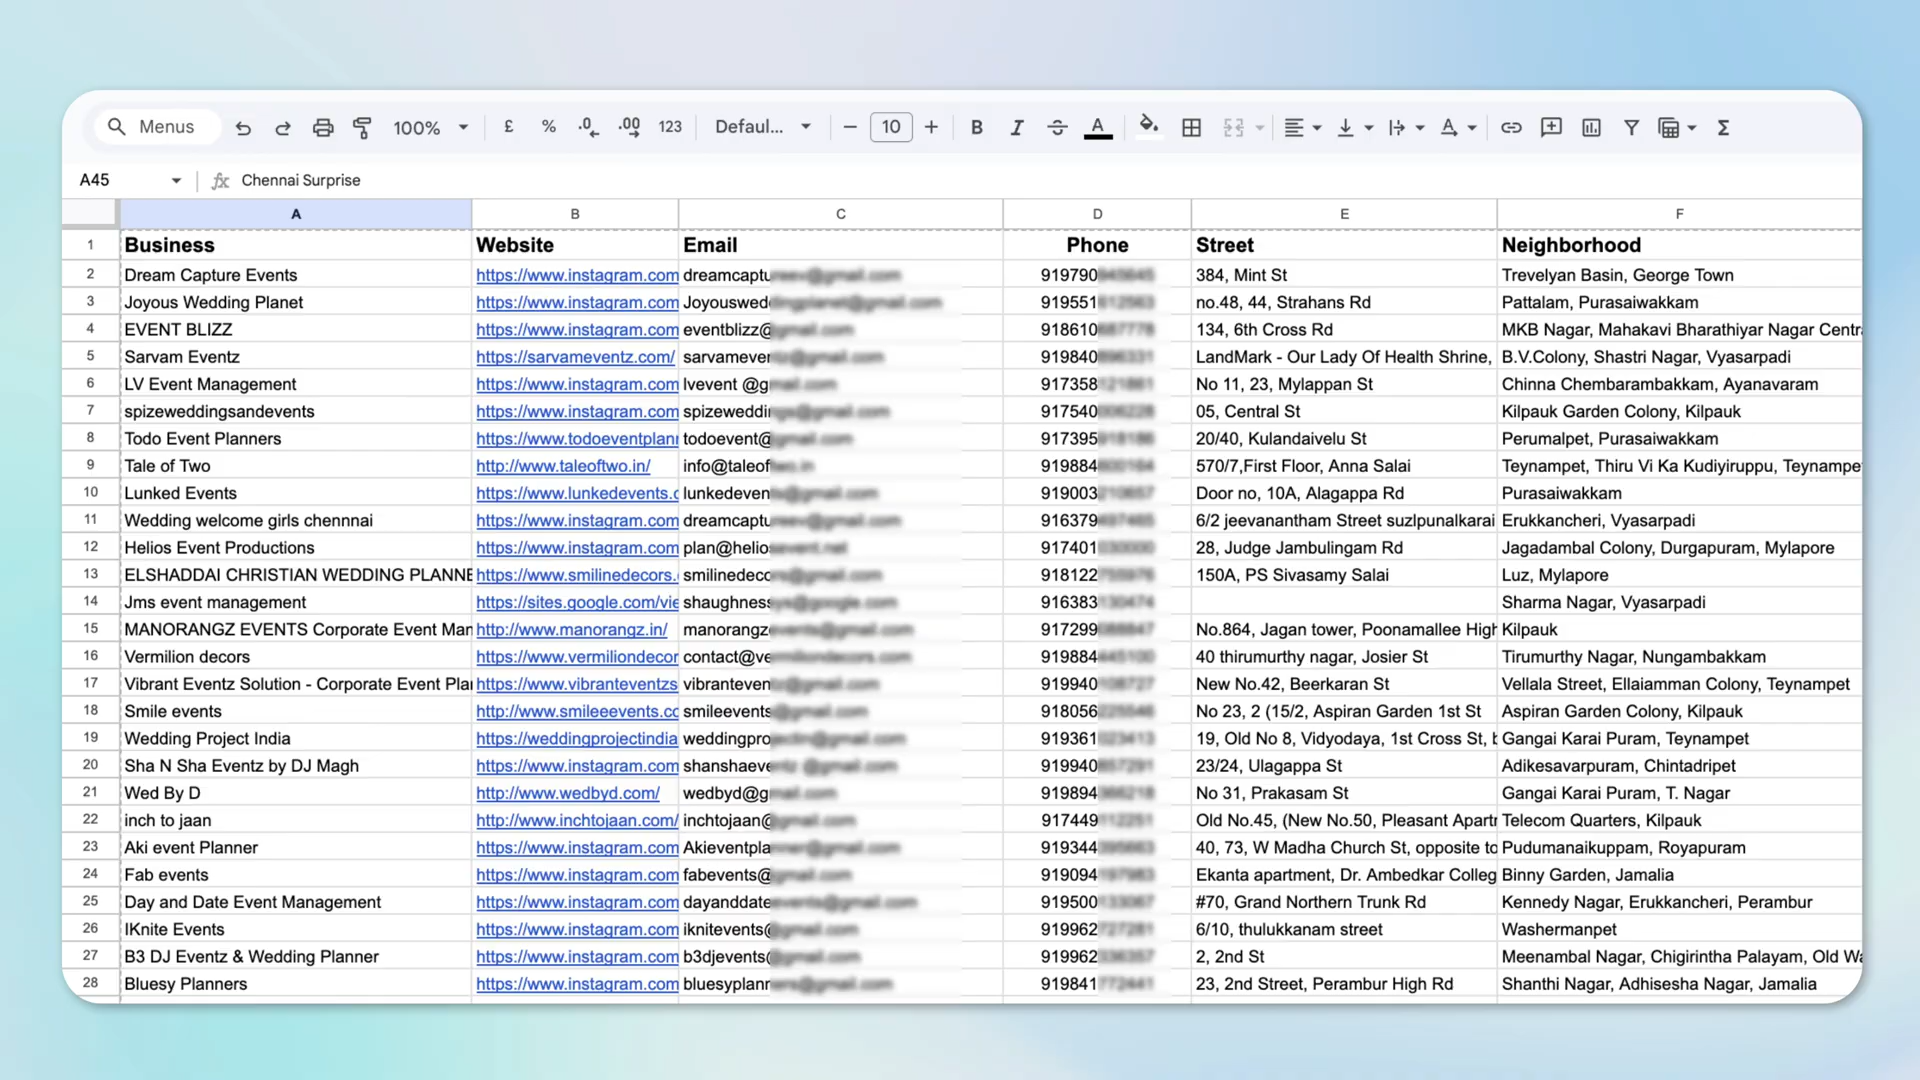 Menus 100% £ % .0 .00 123 Defaul... 10 B I A
A45 fx Chennai Surprise
A B C D E F
1 Business Website Email Phone Street Neighborhood
2 Dream Capture Events https://www.instagram.com dreamcaptu 919790 384, Mint St Trevelyan Basin, George Town
3 Joyous Wedding Planet https://www.instagram.com Joyouswed 919551 no.48, 44, Strahans Rd Pattalam, Purasaiwakkam
4 EVENT BLIZZ https://www.instagram.com eventblizz@ 918610 134, 6th Cross Rd MKB Nagar, Mahakavi Bharathiyar Nagar Centra
5 Sarvam Eventz https://sarvameventz.com/ sarvameven 919840 LandMark - Our Lady Of Health Shrine, B.V.Colony, Shastri Nagar, Vyasarpadi
6 LV Event Management https://www.instagram.com lvevent @g 917358 No 11, 23, Mylappan St Chinna Chembarambakkam, Ayanavaram
7 spizeweddingsandevents https://www.instagram.com spizeweddi 917540 05, Central St Kilpauk Garden Colony, Kilpauk
8 Todo Event Planners https://www.todoeventplann todoevent@ 917395 20/40, Kulandaivelu St Perumalpet, Purasaiwakkam
9 Tale of Two http://www.taleoftwo.in/ info@taleof 919884 570/7,First Floor, Anna Salai Teynampet, Thiru Vi Ka Kudiyiruppu, Teynampe
10 Lunked Events https://www.lunkedevents.c lunkedeven 919003 Door no, 10A, Alagappa Rd Purasaiwakkam
11 Wedding welcome girls chennnai https://www.instagram.com dreamcaptu 916379 6/2 jeevanantham Street suzlpunalkarai Erukkancheri, Vyasarpadi
12 Helios Event Productions https://www.instagram.com plan@helio 917401 28, Judge Jambulingam Rd Jagadambal Colony, Durgapuram, Mylapore
13 ELSHADDAI CHRISTIAN WEDDING PLANNE https://www.smilinedecors. smilinedeco 918122 150A, PS Sivasamy Salai Luz, Mylapore
14 Jms event management https://sites.google.com/vie shaughness 916383 Sharma Nagar, Vyasarpadi
15 MANORANGZ EVENTS Corporate Event Man http://www.manorangz.in/ manorangz 917299 No.864, Jagan tower, Poonamallee High Kilpauk
16 Vermilion decors https://www.vermiliondecor contact@ve 919884 40 thirumurthy nagar, Josier St Tirumurthy Nagar, Nungambakkam
17 Vibrant Eventz Solution - Corporate Event Plan https://www.vibranteventzs vibranteven 919940 New No.42, Beerkaran St Vellala Street, Ellaiamman Colony, Teynampet
18 Smile events http://www.smileeevents.co smileevents 918056 No 23, 2 (15/2, Aspiran Garden 1st St Aspiran Garden Colony, Kilpauk
19 Wedding Project India https://weddingprojectindia weddingpro 919361 19, Old No 8, Vidyodaya, 1st Cross St, b Gangai Karai Puram, Teynampet
20 Sha N Sha Eventz by DJ Magh https://www.instagram.com shanshaeve 919940 23/24, Ulagappa St Adikesavarpuram, Chintadripet
21 Wed By D http://www.wedbyd.com/ wedbyd@g 919894 No 31, Prakasam St Gangai Karai Puram, T. Nagar
22 inch to jaan http://www.inchtojaan.com/ inchtojaan@ 917449 Old No.45, (New No.50, Pleasant Apartr Telecom Quarters, Kilpauk
23 Aki event Planner https://www.instagram.com Akieventpla 919344 40, 73, W Madha Church St, opposite to Pudumanaikuppam, Royapuram
24 Fab events https://www.instagram.com fabevents@ 919094 Ekanta apartment, Dr. Ambedkar Colleg Binny Garden, Jamalia
25 Day and Date Event Management https://www.instagram.com dayanddate 919500 #70, Grand Northern Trunk Rd Kennedy Nagar, Erukkancheri, Perambur
26 IKnite Events https://www.instagram.com iknitevents@ 919962 6/10, thulukkanam street Washermanpet
27 B3 DJ Eventz & Wedding Planner https://www.instagram.com b3djevents 919962 2, 2nd St Meenambal Nagar, Chigirintha Palayam, Old Wa
28 Bluesy Planners https://www.instagram.com bluesyplann 919841 23, 2nd Street, Perambur High Rd Shanthi Nagar, Adhisesha Nagar, Jamalia